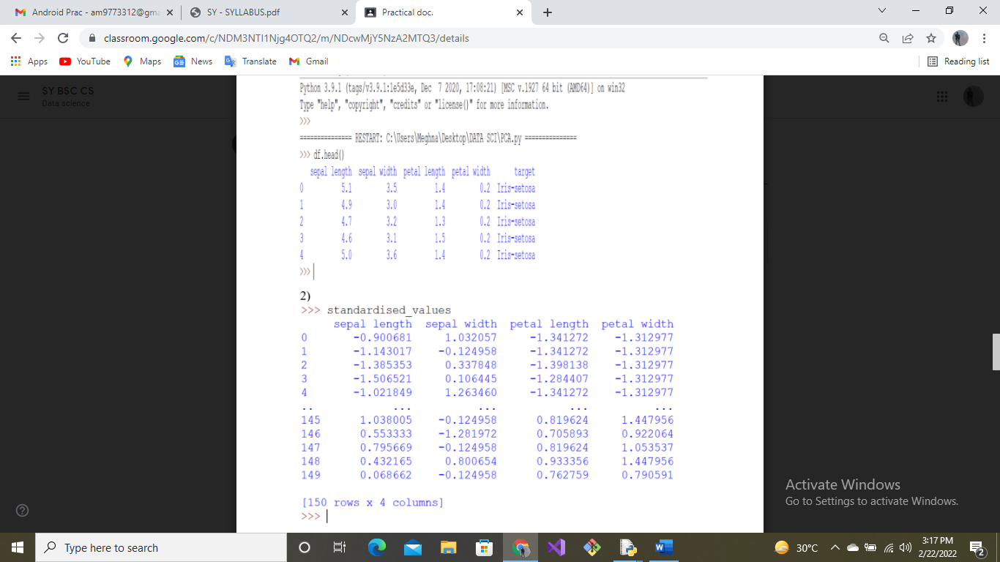 Android Prac - am9773312@gma
SY - SYLLABUS.pdf
Practical doc.
classroom.google.com/c/NDM3NTI1Njg4OTQ2/m/NDcwMjY5NzA2MTQ3/details
Apps YouTube Maps News Translate Gmail Reading list
SY BSC CS
Data science
Python 3.9.1 (tags/v3.9.1:1e5d33e, Dec 7 2020, 17:08:21) [MSC v.1927 64 bit (AMD64)] on win32
Type "help", "copyright", "credits" or "license()" for more information.
>>>
=============== RESTART: C:\Users\Meghna\Desktop\DATA SCI\PCA.py ===============
>>> df.head()
sepal length sepal width petal length petal width target
0 5.1 3.5 1.4 0.2 Iris-setosa
1 4.9 3.0 1.4 0.2 Iris-setosa
2 4.7 3.2 1.3 0.2 Iris-setosa
3 4.6 3.1 1.5 0.2 Iris-setosa
4 5.0 3.6 1.4 0.2 Iris-setosa
>>>
2)
>>> standardised_values
sepal length sepal width petal length petal width
0 -0.900681 1.032057 -1.341272 -1.312977
1 -1.143017 -0.124958 -1.341272 -1.312977
2 -1.385353 0.337848 -1.398138 -1.312977
3 -1.506521 0.106445 -1.284407 -1.312977
4 -1.021849 1.263460 -1.341272 -1.312977
.. ... ... ... ...
145 1.038005 -0.124958 0.819624 1.447956
146 0.553333 -1.281972 0.705893 0.922064
147 0.795669 -0.124958 0.819624 1.053537
148 0.432165 0.800654 0.933356 1.447956
149 0.068662 -0.124958 0.762759 0.790591
[150 rows x 4 columns]
>>>
Activate Windows
Go to Settings to activate Windows.
Type here to search
30°C
3:17 PM
2/22/2022
2